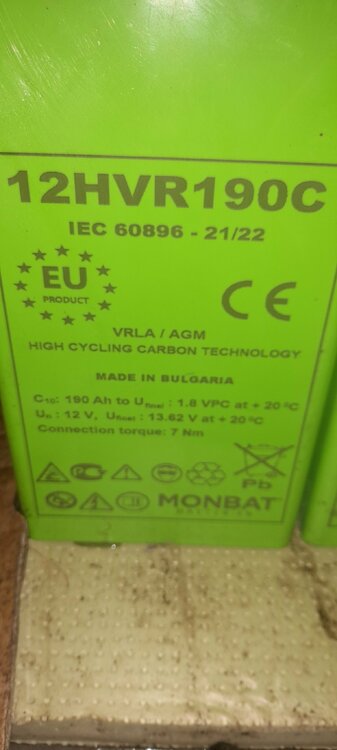 12HVR190C
IEC 60896 - 21/22
EU
PRODUCT
CE
VRLA / AGM
HIGH CYCLING CARBON TECHNOLOGY
MADE IN BULGARIA
C10: 190 Ah to Ufinal : 1.8 VPC at + 20 ºC
Un : 12 V, Ufloat : 13.62 V at + 20 ºC
Connection torque: 7 Nm
Pb
MONBAT